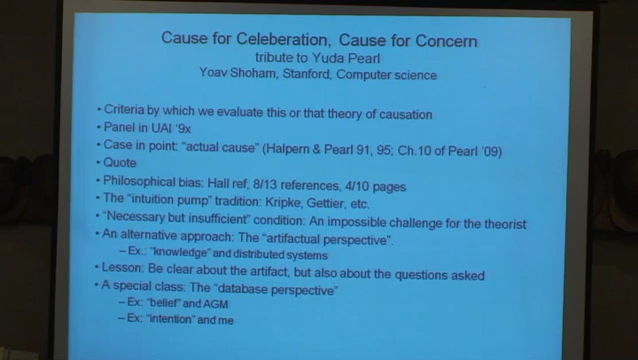 Cause for Celeberation, Cause for Concern
tribute to Yuda Pearl
Yoav Shoham, Stanford, Computer science
• Criteria by which we evaluate this or that theory of causation
• Panel in UAI '9x
• Case in point: "actual cause" (Halpern & Pearl 91, 95; Ch.10 of Pearl '09)
• Quote
• Philosophical bias: Hall ref, 8/13 references, 4/10 pages
• The "intuition pump" tradition: Kripke, Gettier, etc.
• "Necessary but insufficient" condition: An impossible challenge for the theorist
• An alternative approach: The "artifactual perspective".
– Ex.: "knowledge" and distributed systems
• Lesson: Be clear about the artifact, but also about the questions asked
• A special class: The "database perspective"
– Ex: "belief" and AGM
– Ex: "intention" and me